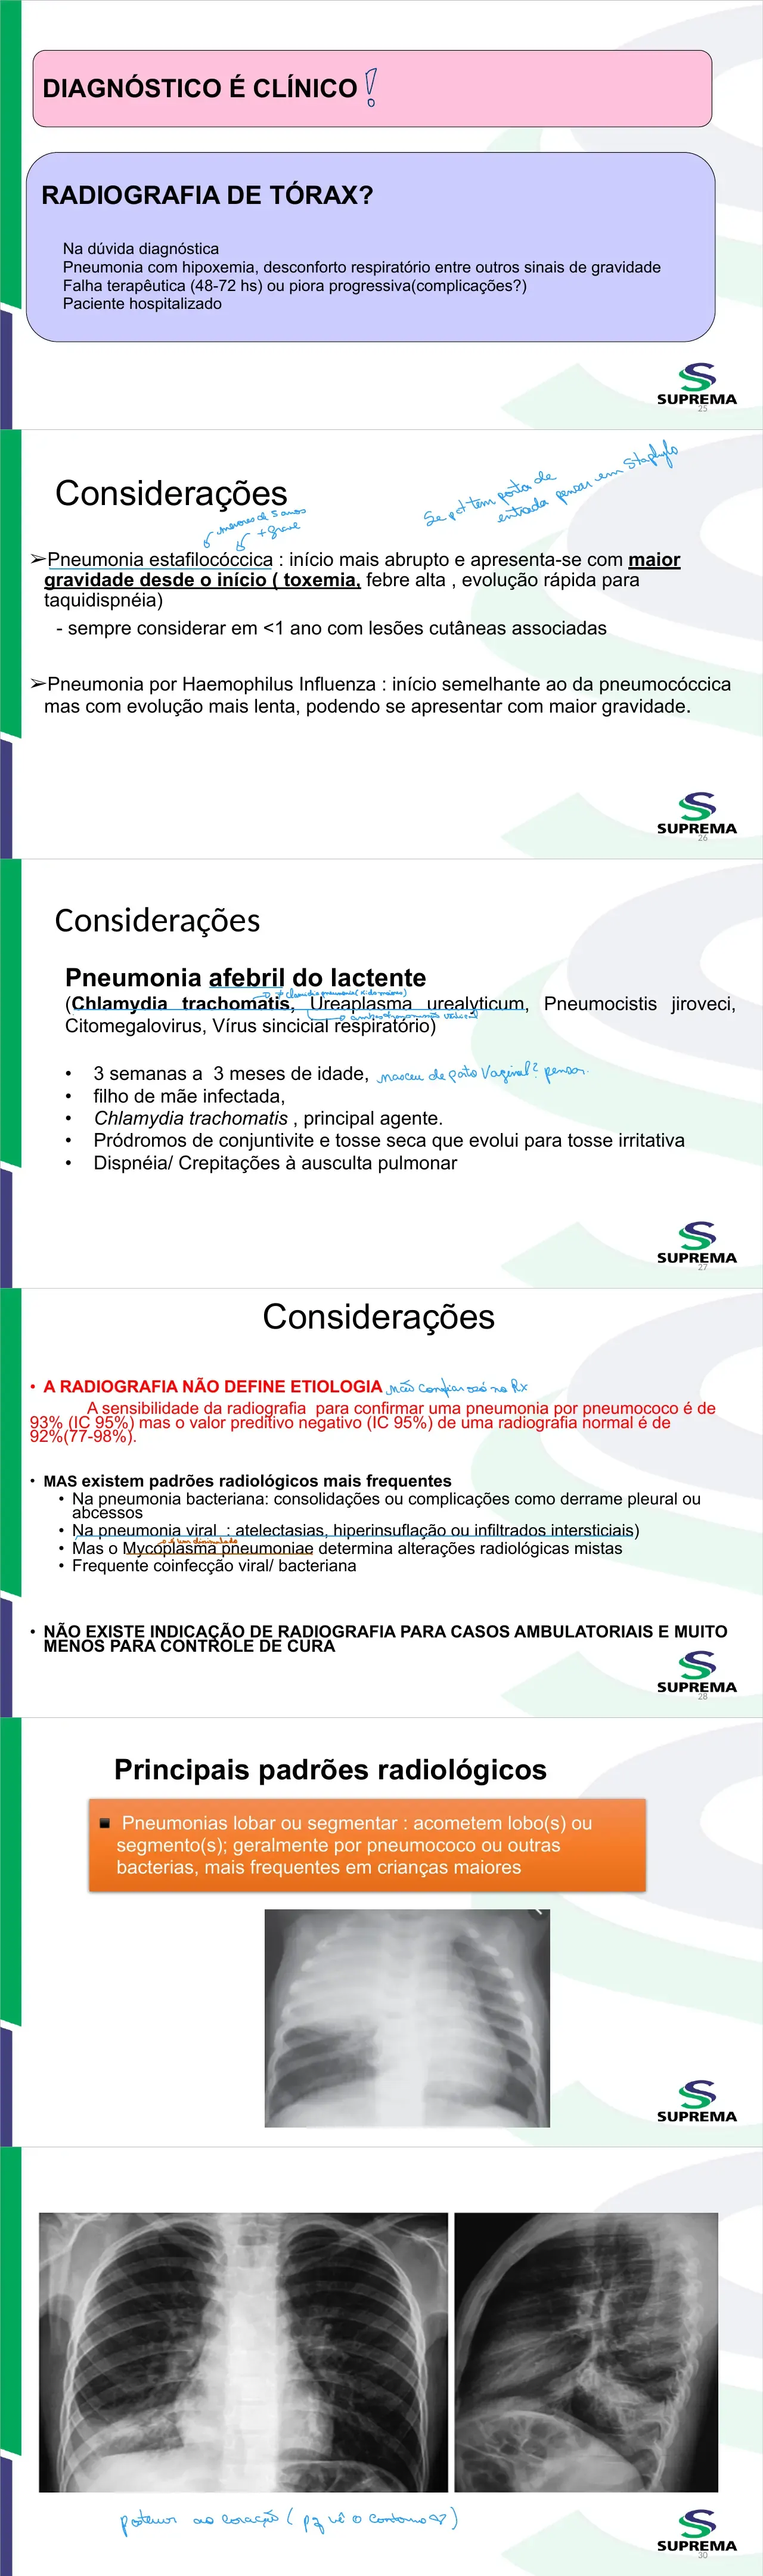 DIAGNÓSTICO É CLÍNICO !
RADIOGRAFIA DE TÓRAX?
Na dúvida diagnóstica
Pneumonia com hipoxemia, desconforto respiratório entre outros sinais de gravidade
Falha terapêutica (48-72 hs) ou piora progressiva(complicações?)
Paciente hospitalizado
SUPREMA
25
Considerações
Se pct tem porta de
entrada pensar em Staphylo
menores de 5 anos
+ grave
➢Pneumonia estafilocóccica : início mais abrupto e apresenta-se com maior
gravidade desde o início ( toxemia, febre alta , evolução rápida para
taquidispnéia)
- sempre considerar em <1 ano com lesões cutâneas associadas
➢Pneumonia por Haemophilus Influenza : início semelhante ao da pneumocóccica
mas com evolução mais lenta, podendo se apresentar com maior gravidade.
SUPREMA
26
Considerações
Pneumonia afebril do lactente
(Chlamydia trachomatis, Ureaplasma urealyticum, Pneumocistis jiroveci,
Citomegalovirus, Vírus sincicial respiratório)
• 3 semanas a 3 meses de idade, nasceu de parto vaginal? pensar.
• filho de mãe infectada,
• Chlamydia trachomatis , principal agente.
• Pródromos de conjuntivite e tosse seca que evolui para tosse irritativa
• Dispnéia/ Crepitações à ausculta pulmonar
SUPREMA
27
Considerações
• A RADIOGRAFIA NÃO DEFINE ETIOLOGIA não confiar só no Rx
A sensibilidade da radiografia para confirmar uma pneumonia por pneumococo é de
93% (IC 95%) mas o valor preditivo negativo (IC 95%) de uma radiografia normal é de
92%(77-98%).
• MAS existem padrões radiológicos mais frequentes
• Na pneumonia bacteriana: consolidações ou complicações como derrame pleural ou
abcessos
• Na pneumonia viral : atelectasias, hiperinsuflação ou infiltrados intersticiais)
• Mas o Mycoplasma pneumoniae determina alterações radiológicas mistas
• Frequente coinfecção viral/ bacteriana
• NÃO EXISTE INDICAÇÃO DE RADIOGRAFIA PARA CASOS AMBULATORIAIS E MUITO
MENOS PARA CONTROLE DE CURA
SUPREMA
28
Principais padrões radiológicos
■ Pneumonias lobar ou segmentar : acometem lobo(s) ou
segmento(s); geralmente por pneumococo ou outras
bacterias, mais frequentes em crianças maiores
SUPREMA
posterior ao coração ( pq vê o contorno ♡ )
SUPREMA
30